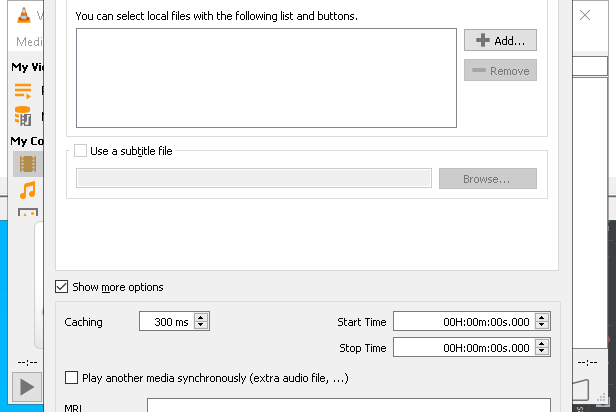 You can select local files with the following list and buttons.
Add...
Remove
Use a subtitle file
Browse...
Show more options
Caching
300 ms
Start Time
00H:00m:00s.000
Stop Time
00H:00m:00s.000
Play another media synchronously (extra audio file, ...)
MRL
Medi
My Vi
My Co
--:--
--:--